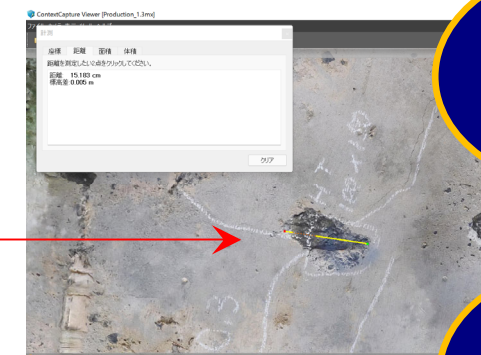 ContextCapture Viewer [Production_1.3mx]
計測
座標 距離 面積 体積
距離を測定したい2点をクリックしてください。
距離 15.183 cm
標高差 0.005 m
クリア